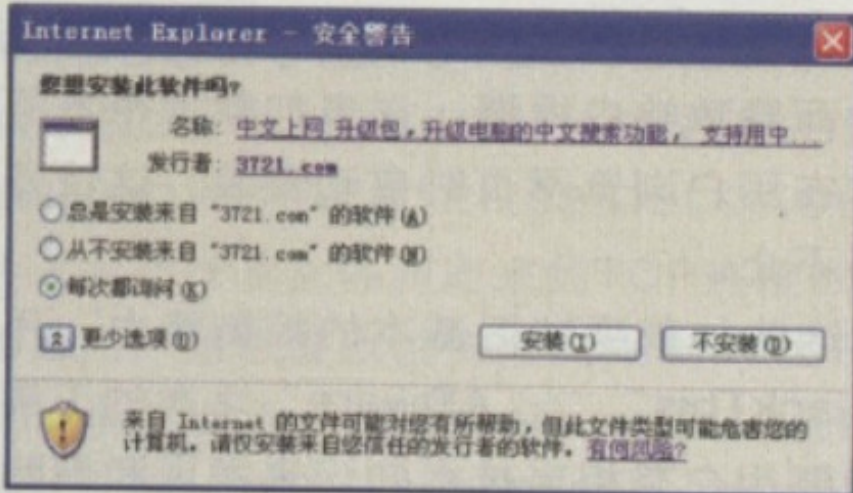 Internet Explorer - 安全警告
您想安装此软件吗?
名称: 中文上网 升级包,升级电脑的中文搜索功能, 支持用中...
发行者: 3721.com
总是安装来自 "3721.com" 的软件(A)
从不安装来自 "3721.com" 的软件(N)
每次都询问(K)
更少选项(O)
安装(I)
不安装(D)
来自 Internet 的文件可能对您有所帮助,但此文件类型可能危害您的
计算机。请仅安装来自您信任的发行者的软件。有何风险?